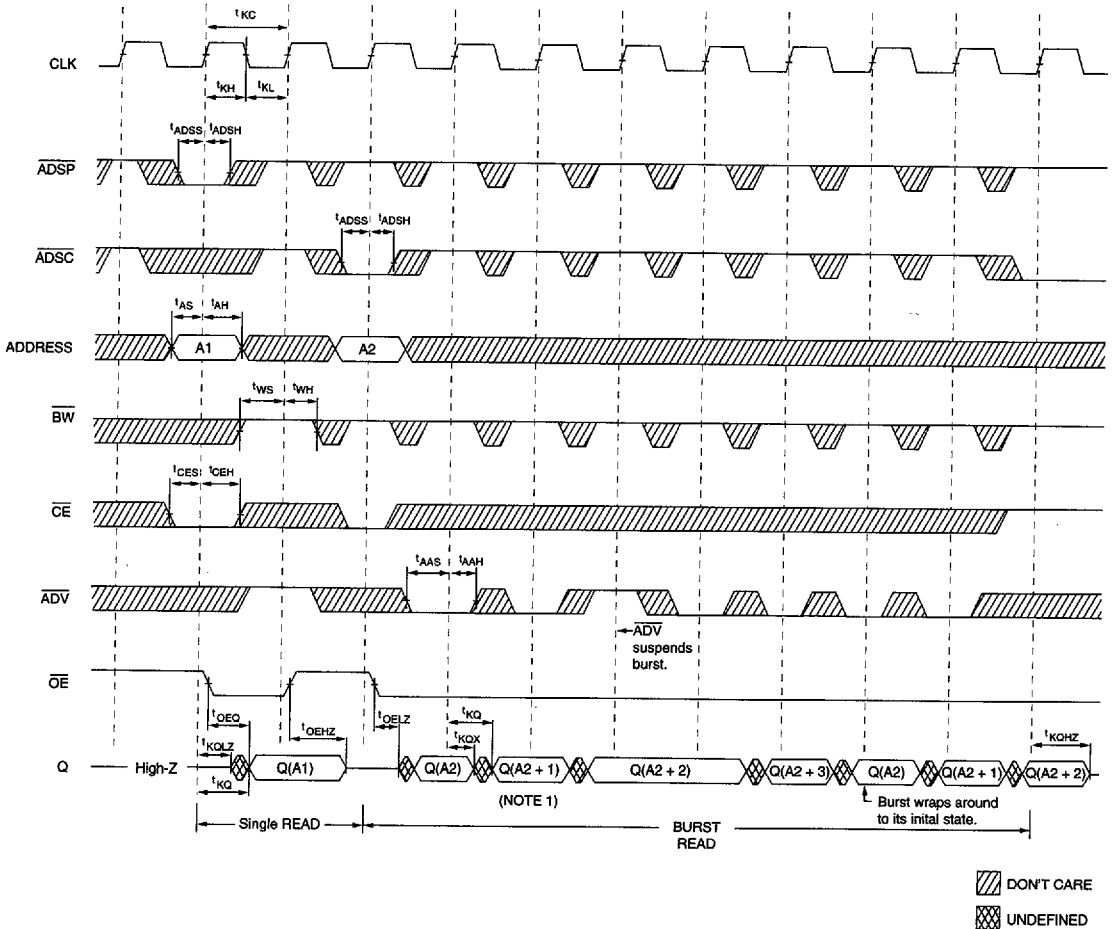 tKC
CLK
tKH tKL
tADSS tADSH
ADSP
tADSS tADSH
ADSC
tAS tAH
ADDRESS A1 A2
tWS tWH
BW
tCES tCEH
CE
tAAS tAAH
ADV
ADV
suspends
burst.
OE
tOEQ tOEHZ tOELZ tKQ
tKQLZ tKQX tKQHZ
Q High-Z Q(A1) Q(A2) Q(A2 + 1) Q(A2 + 2) Q(A2 + 3) Q(A2) Q(A2 + 1) Q(A2 + 2)
tKQ
(NOTE 1)
Burst wraps around
to its inital state.
Single READ
BURST
READ
DON'T CARE
UNDEFINED